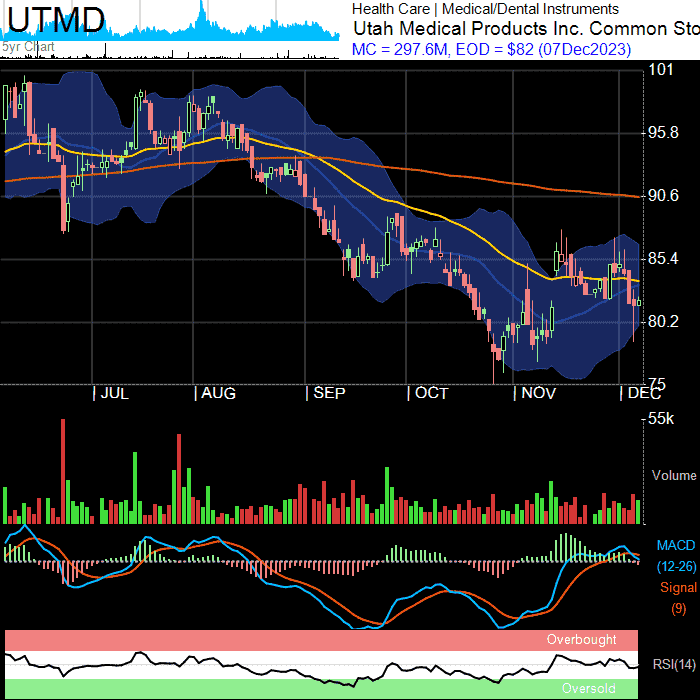 UTMD
5yr Chart
Health Care | Medical/Dental Instruments
Utah Medical Products Inc. Common Sto
MC = 297.6M, EOD = $82 (07Dec2023)
101
95.8
90.6
85.4
80.2
75
| JUL | AUG | SEP | OCT | NOV | DEC
55k
Volume
MACD
(12-26)
Signal
(9)
Overbought
RSI(14)
Oversold